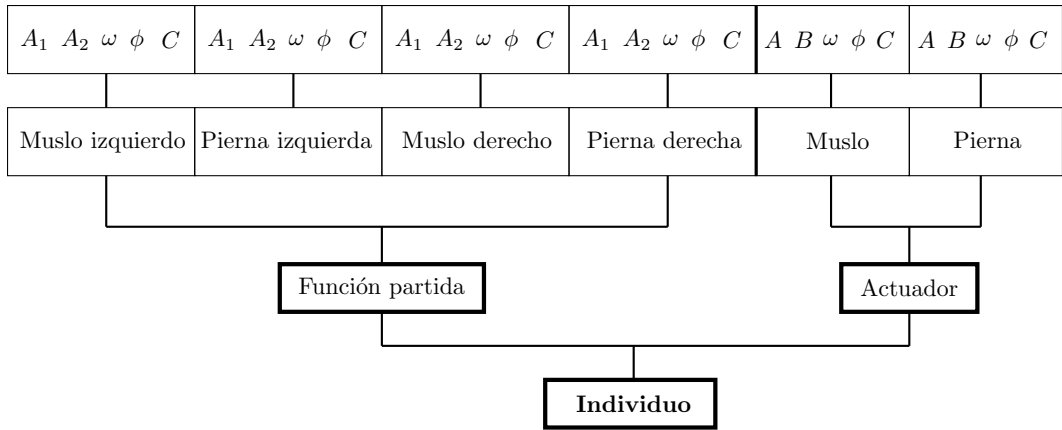 A₁ A₂ ω ϕ C A₁ A₂ ω ϕ C A₁ A₂ ω ϕ C A₁ A₂ ω ϕ C A B ω ϕ C A B ω ϕ C
Muslo izquierdo Pierna izquierda Muslo derecho Pierna derecha Muslo Pierna
Función partida Actuador
Individuo